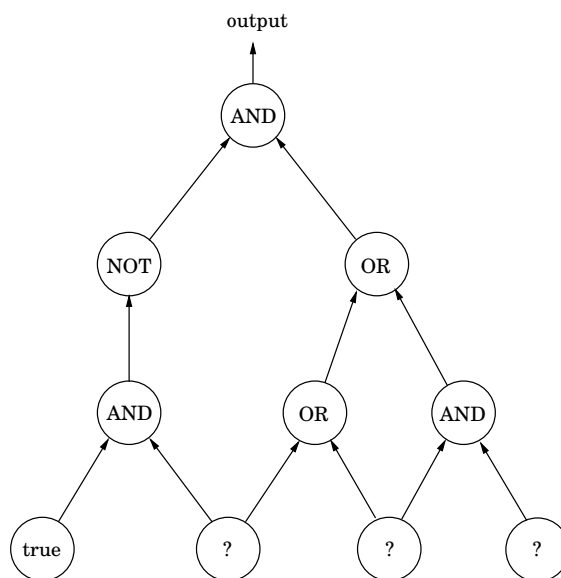 output
AND
NOT OR
AND OR AND
true ? ? ?